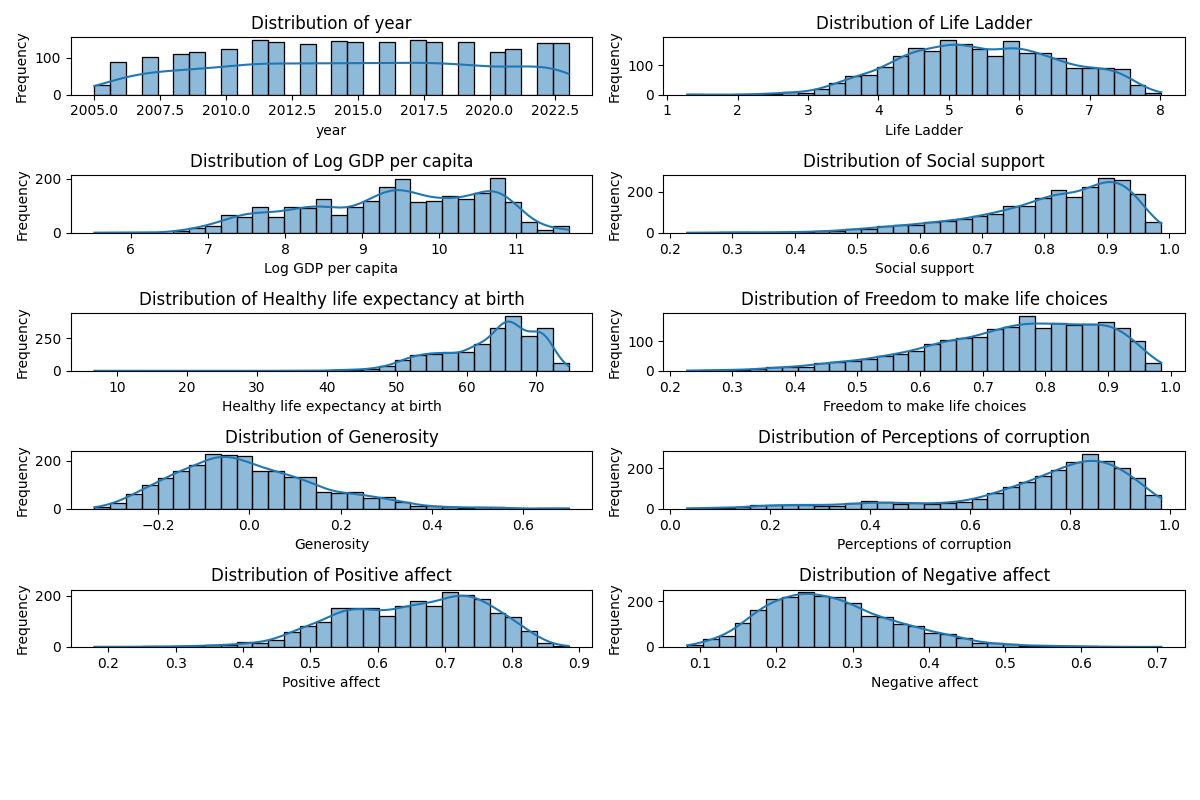 Distribution of year
Frequency
100
0
2005.0 2007.5 2010.0 2012.5 2015.0 2017.5 2020.0 2022.5
year
Distribution of Life Ladder
Frequency
100
0
1 2 3 4 5 6 7 8
Life Ladder
Distribution of Log GDP per capita
Frequency
200
0
6 7 8 9 10 11
Log GDP per capita
Distribution of Social support
Frequency
200
0
0.2 0.3 0.4 0.5 0.6 0.7 0.8 0.9 1.0
Social support
Distribution of Healthy life expectancy at birth
Frequency
250
0
10 20 30 40 50 60 70
Healthy life expectancy at birth
Distribution of Freedom to make life choices
Frequency
100
0
0.2 0.3 0.4 0.5 0.6 0.7 0.8 0.9 1.0
Freedom to make life choices
Distribution of Generosity
Frequency
200
0
−0.2 0.0 0.2 0.4 0.6
Generosity
Distribution of Perceptions of corruption
Frequency
200
0
0.0 0.2 0.4 0.6 0.8 1.0
Perceptions of corruption
Distribution of Positive affect
Frequency
200
0
0.2 0.3 0.4 0.5 0.6 0.7 0.8 0.9
Positive affect
Distribution of Negative affect
Frequency
200
0
0.1 0.2 0.3 0.4 0.5 0.6 0.7
Negative affect